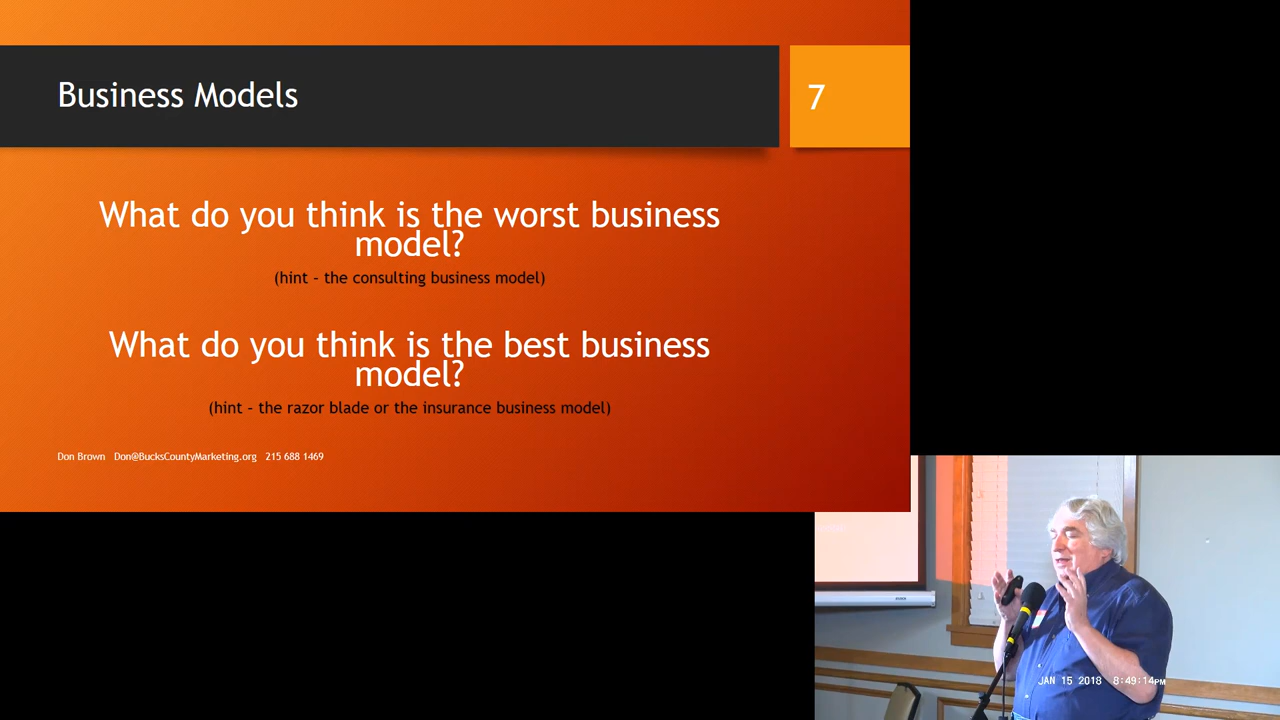 Business Models
7
What do you think is the worst business
model?
(hint – the consulting business model)
What do you think is the best business
model?
(hint – the razor blade or the insurance business model)
Don Brown Don@BucksCountyMarketing.org 215 688 1469
JAN 15 2018 8:49:14PM